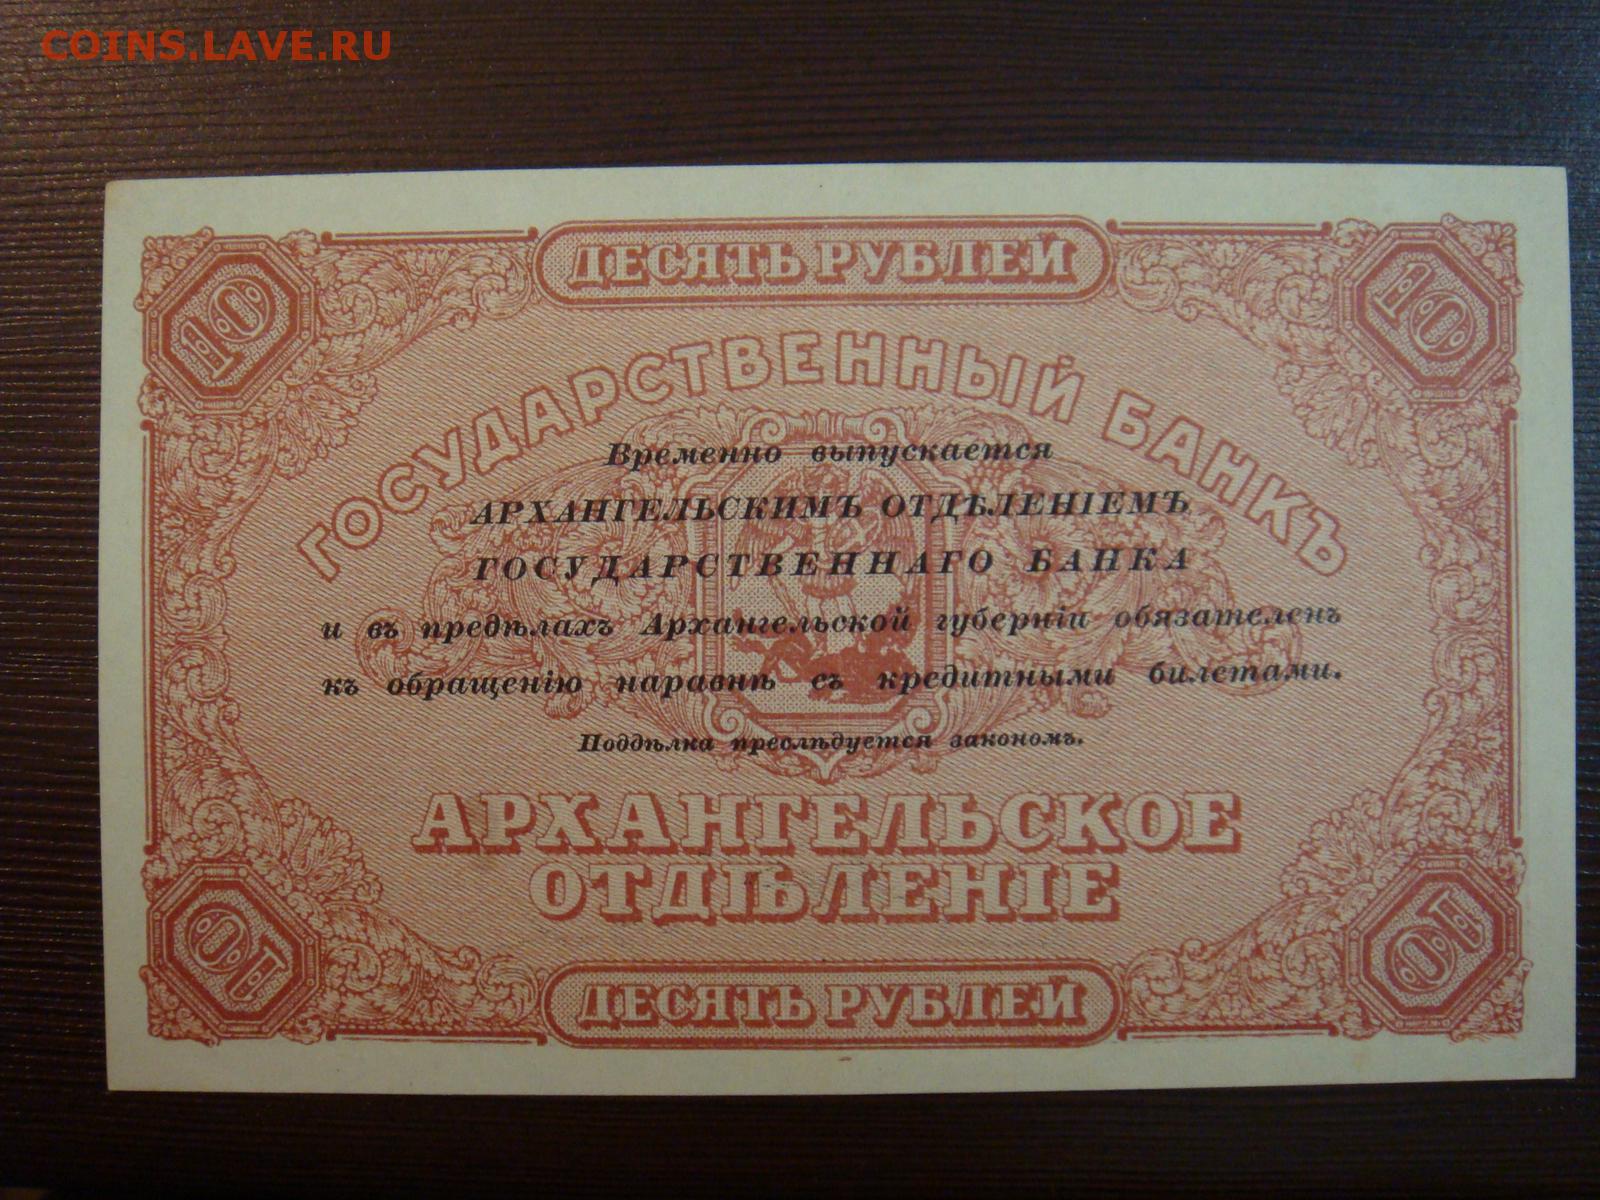 COINS.LAVE.RU
ДЕСЯТЬ РУБЛЕЙ
10 10
ГОСУДАРСТВЕННЫЙ БАНКЪ
Временно выпускается
АРХАНГЕЛЬСКИМЪ ОТДѢЛЕНІЕМЪ
ГОСУДАРСТВЕННАГО БАНКА
и въ предѣлахъ Архангельской губерніи обязателенъ
къ обращенію наравнѣ съ кредитными билетами.
Поддѣлка преслѣдуется закономъ.
АРХАНГЕЛЬСКОЕ
ОТДѢЛЕНІЕ
10 10
ДЕСЯТЬ РУБЛЕЙ